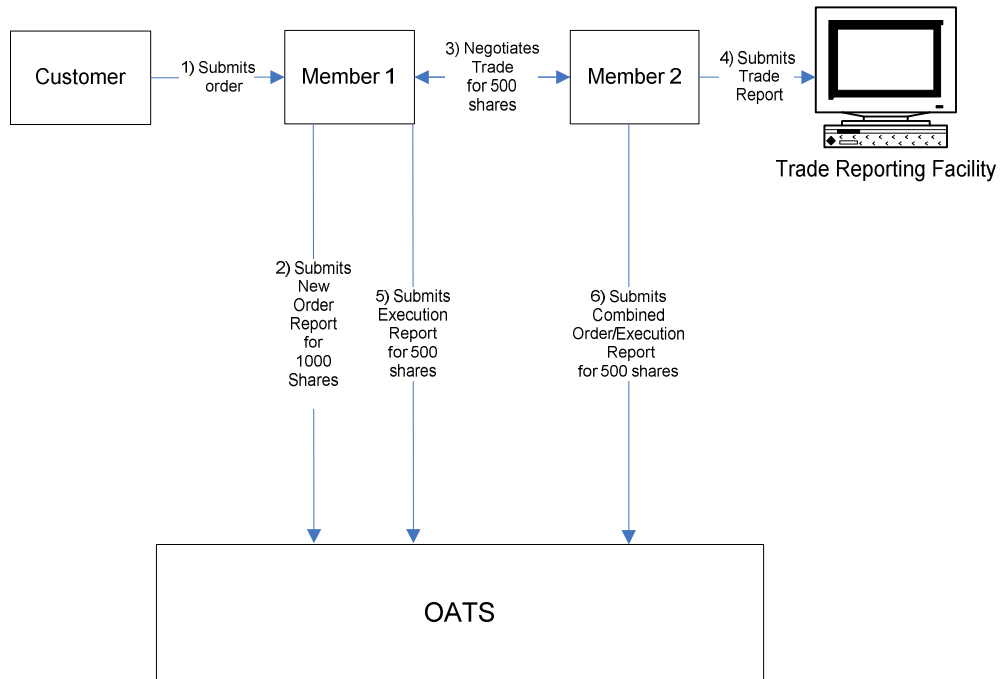 Customer
1) Submits
order
Member 1
3) Negotiates
Trade
for 500
shares
Member 2
4) Submits
Trade
Report
Trade Reporting Facility
2) Submits
New
Order
Report
for
1000
Shares
5) Submits
Execution
Report
for 500
shares
6) Submits
Combined
Order/Execution
Report
for 500 shares
OATS